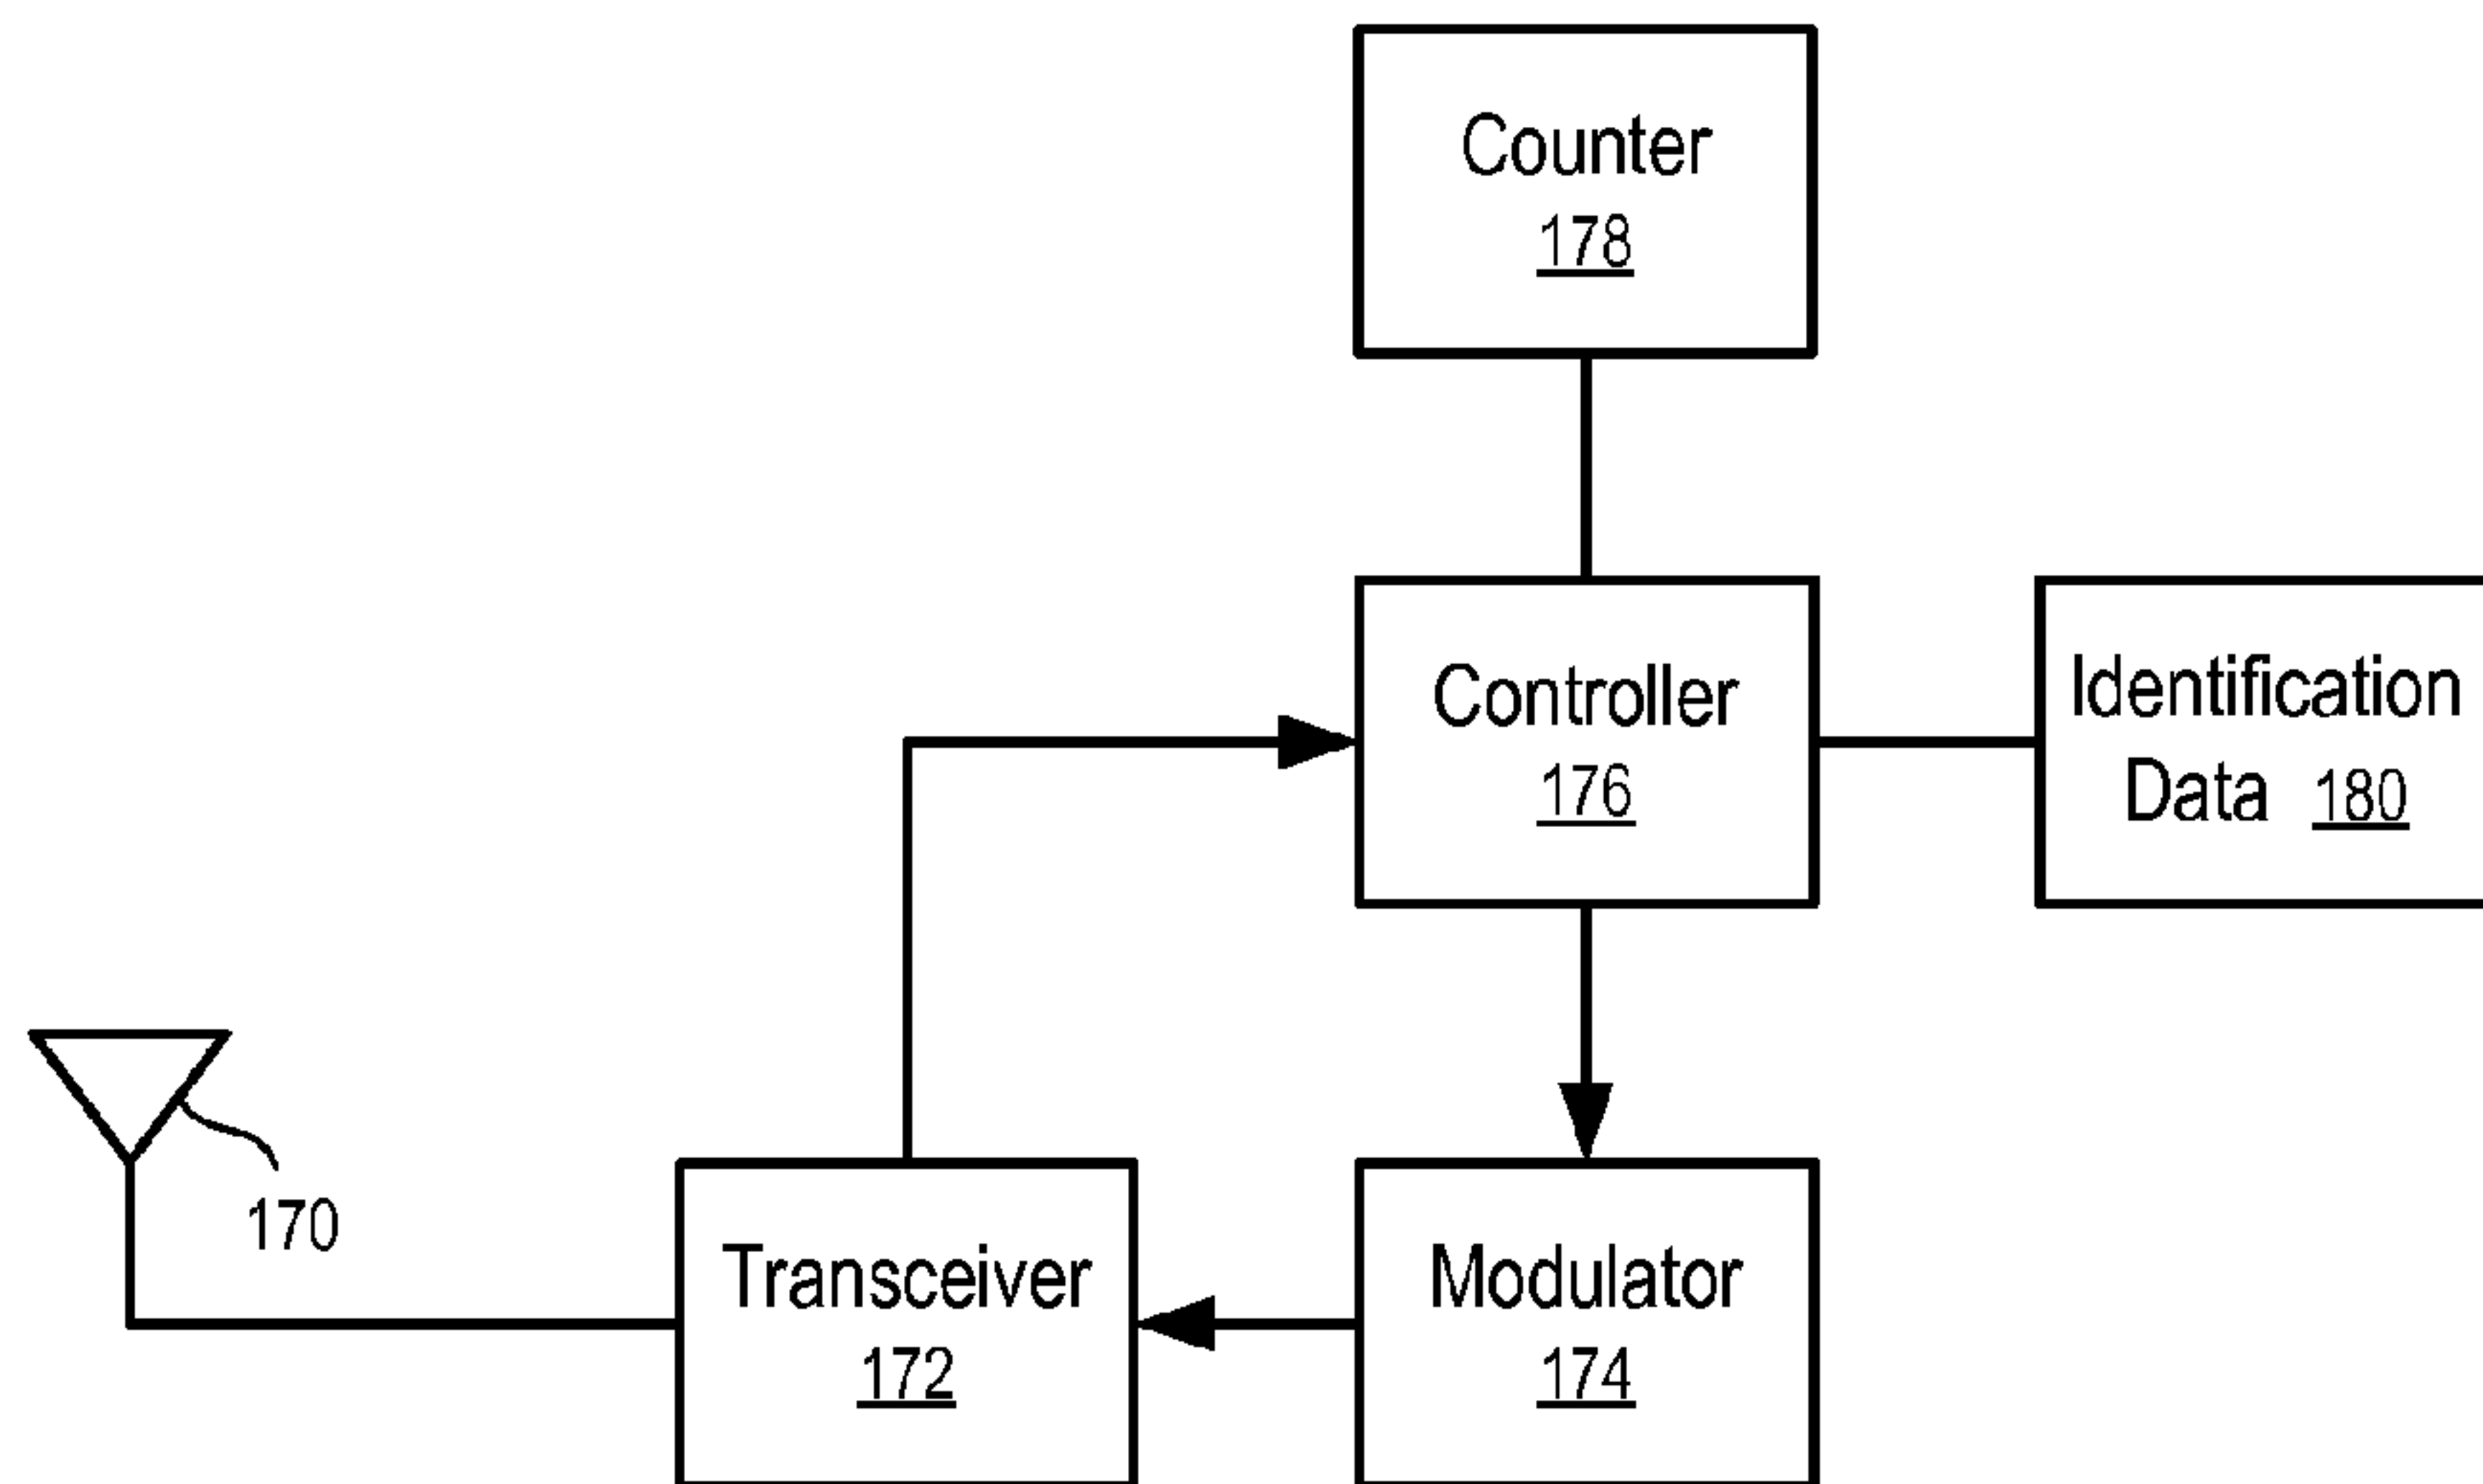 Counter
178
Controller
176
Identification
Data 180
170
Transceiver
172
Modulator
174